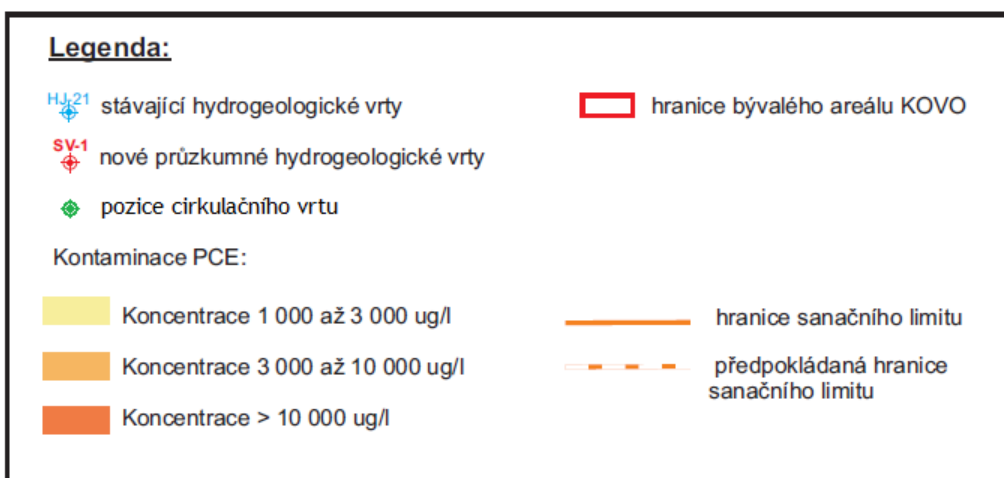 Legenda:
HJ-21 stávající hydrogeologické vrty
SV-1 nové průzkumné hydrogeologické vrty
pozice cirkulačního vrtu
Kontaminace PCE:
Koncentrace 1 000 až 3 000 ug/l
Koncentrace 3 000 až 10 000 ug/l
Koncentrace > 10 000 ug/l
hranice bývalého areálu KOVO
hranice sanačního limitu
předpokládaná hranice
sanačního limitu